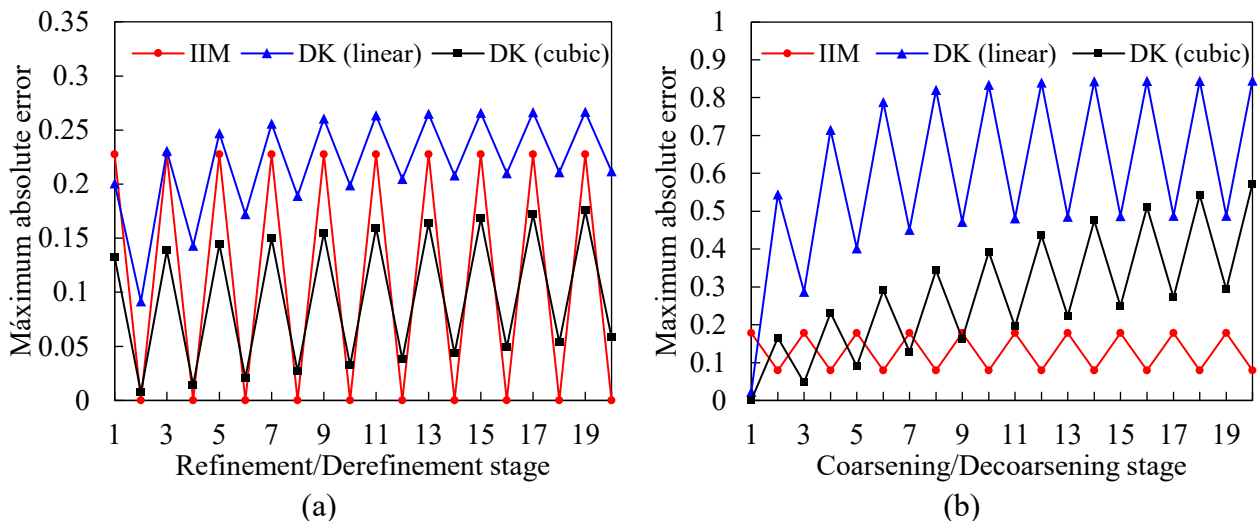 0.35
0.3
0.25
0.2
0.15
0.1
0.05
0
Máximum absolute error
IIM DK (linear) DK (cubic)
1 3 5 7 9 11 13 15 17 19
Refinement/Derefinement stage
(a)
1
0.9
0.8
0.7
0.6
0.5
0.4
0.3
0.2
0.1
0
Maximum absolute error
IIM DK (linear) DK (cubic)
1 3 5 7 9 11 13 15 17 19
Coarsening/Decoarsening stage
(b)